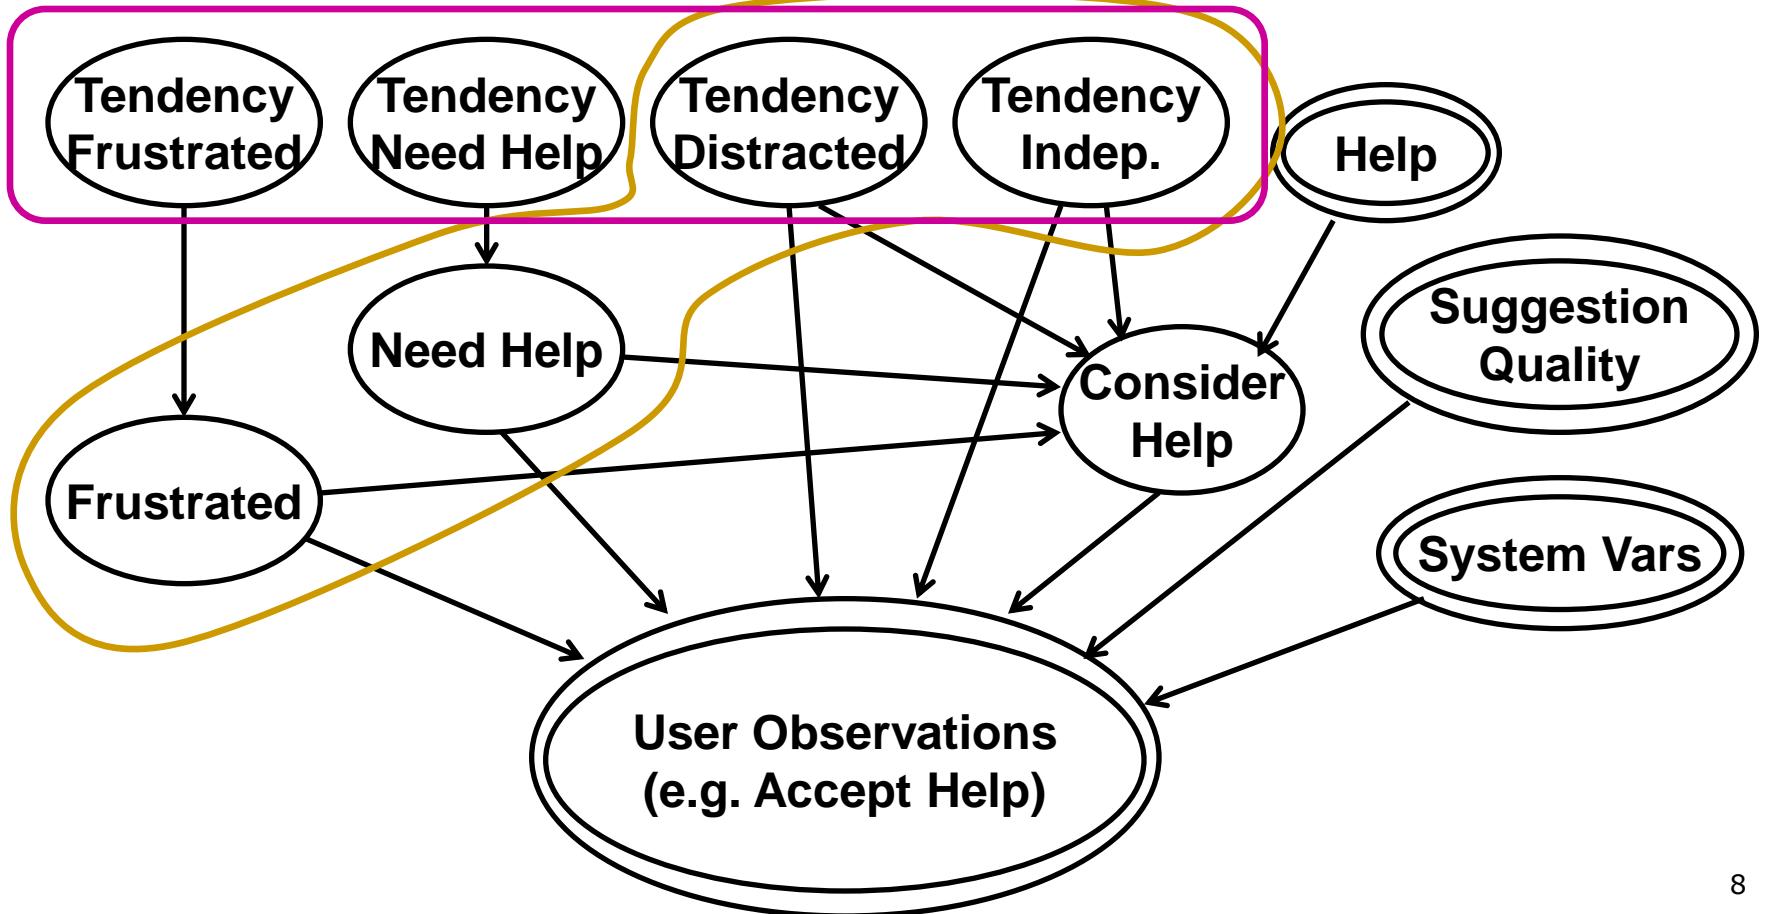 Tendency
Frustrated
Tendency
Need Help
Tendency
Distracted
Tendency
Indep.
Help
Suggestion
Quality
Need Help
Consider
Help
Frustrated
System Vars
User Observations
(e.g. Accept Help)
8